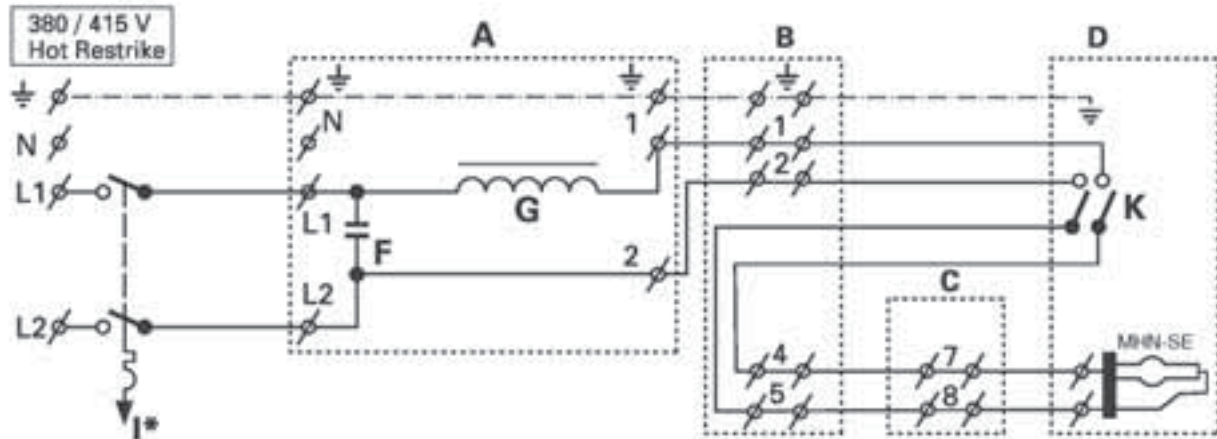 380 / 415 V
Hot Restrike
A
B
D
N
N
1
1
2
L1
L1
G
K
F
2
C
L2
L2
4
7
MHN-SE
5
8
I*